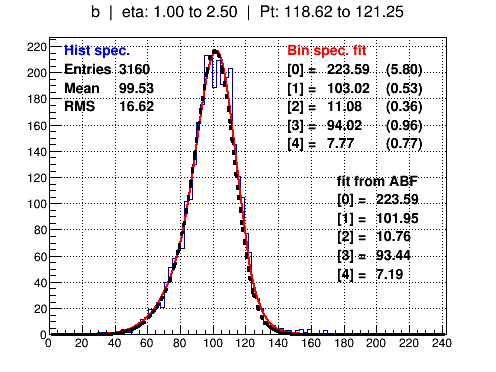 b | eta: 1.00 to 2.50 | Pt: 118.62 to 121.25
Hist spec.
Entries 3160
Mean 99.53
RMS 16.62
Bin spec. fit
[0] = 223.59 (5.80)
[1] = 103.02 (0.53)
[2] = 11.08 (0.36)
[3] = 94.02 (0.96)
[4] = 7.77 (0.77)
fit from ABF
[0] = 223.59
[1] = 101.95
[2] = 10.76
[3] = 93.44
[4] = 7.19
220
200
180
160
140
120
100
80
60
40
20
0
0 20 40 60 80 100 120 140 160 180 200 220 240